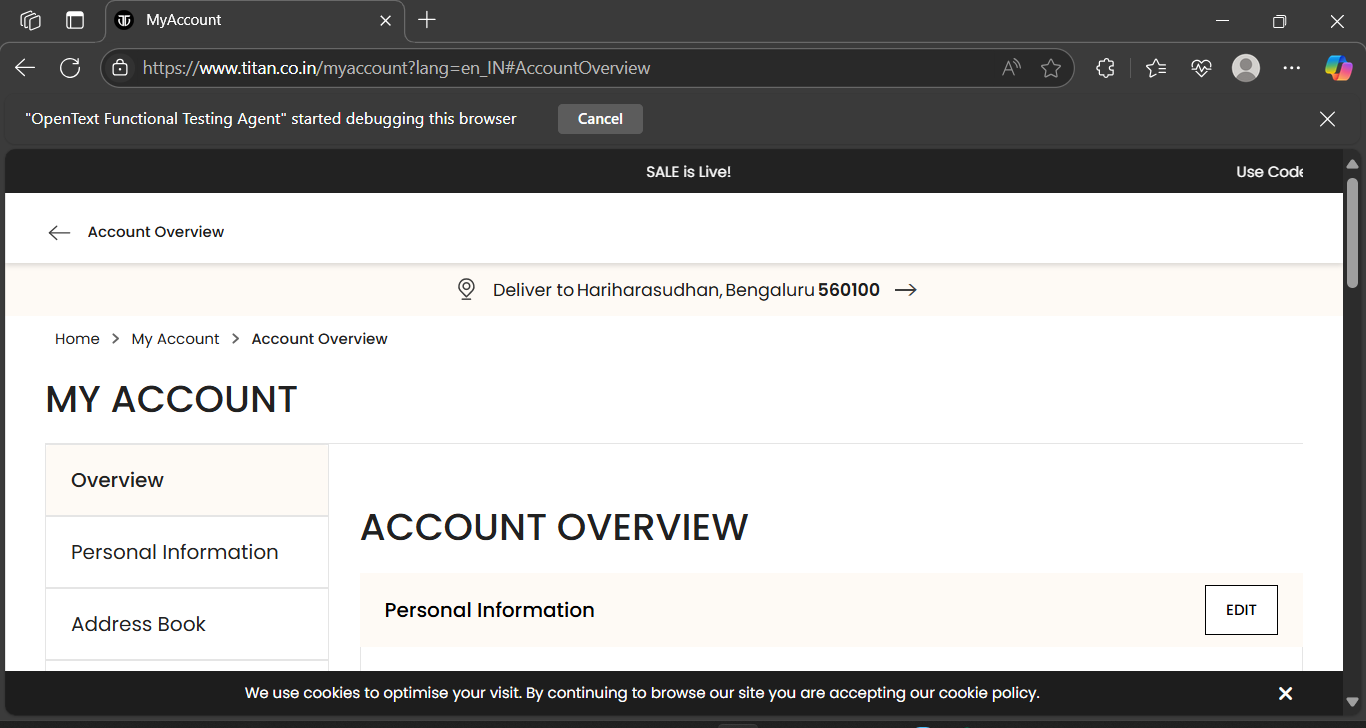 MyAccount
https://www.titan.co.in/myaccount?lang=en_IN#AccountOverview
"OpenText Functional Testing Agent" started debugging this browser Cancel
SALE is Live! Use Code
Account Overview
Deliver to Hariharasudhan, Bengaluru 560100
Home > My Account > Account Overview
MY ACCOUNT
Overview
Personal Information
Address Book
ACCOUNT OVERVIEW
Personal Information EDIT
We use cookies to optimise your visit. By continuing to browse our site you are accepting our cookie policy.